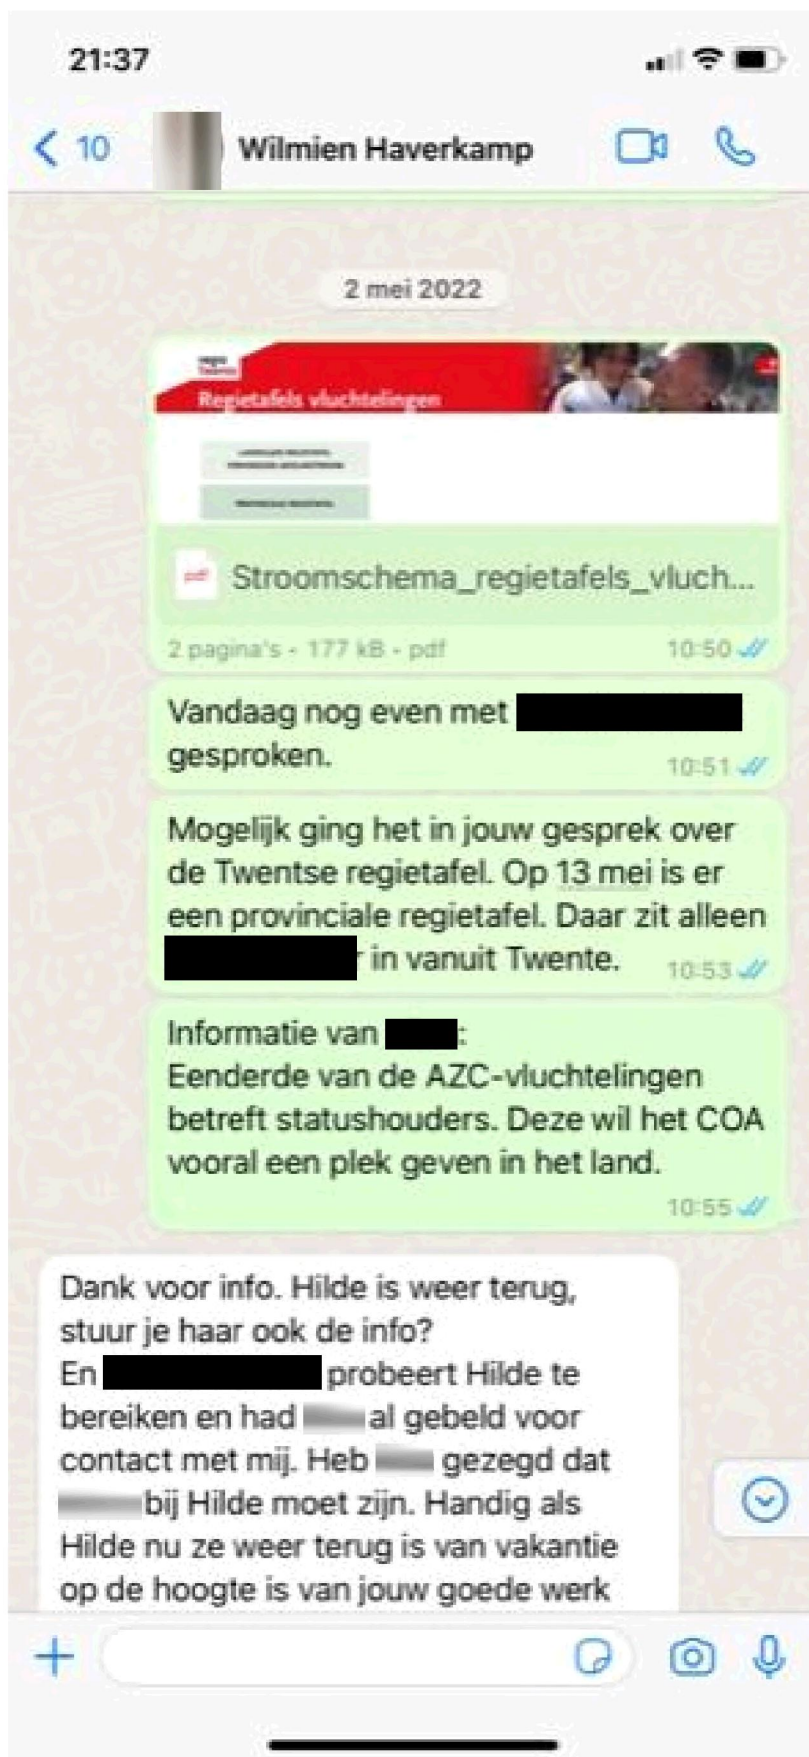 21:37
10
Wilmien Haverkamp
2 mei 2022
regio
Twente
Regietafels vluchtelingen
Stroomschema_regietafels_vluch...
2 pagina's - 177 kB - pdf
10:50
Vandaag nog even met
gesproken.
10:51
Mogelijk ging het in jouw gesprek over
de Twentse regietafel. Op 13 mei is er
een provinciale regietafel. Daar zit alleen
r in vanuit Twente.
10:53
Informatie van :
Eenderde van de AZC-vluchtelingen
betreft statushouders. Deze wil het COA
vooral een plek geven in het land.
10:55
Dank voor info. Hilde is weer terug,
stuur je haar ook de info?
En probeert Hilde te
bereiken en had al gebeld voor
contact met mij. Heb gezegd dat
bij Hilde moet zijn. Handig als
Hilde nu ze weer terug is van vakantie
op de hoogte is van jouw goede werk